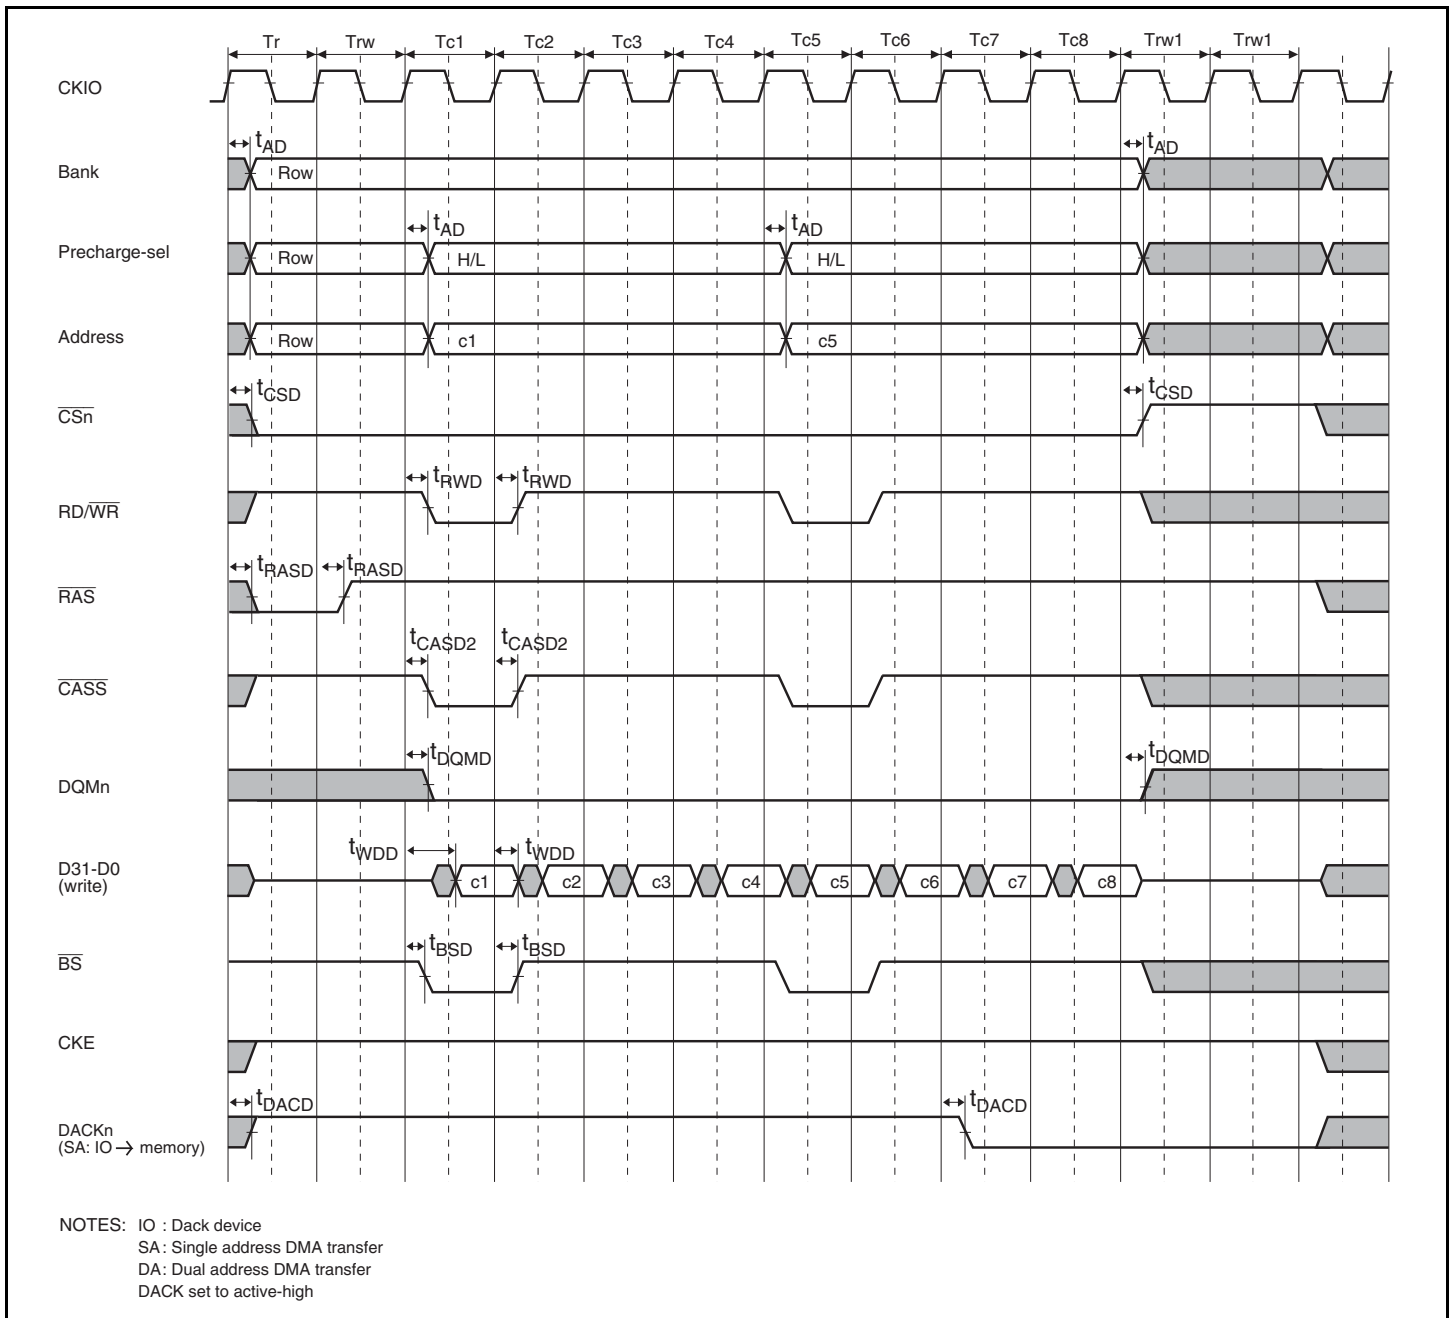 Tr Trw Tc1 Tc2 Tc3 Tc4 Tc5 Tc6 Tc7 Tc8 Trw1 Trw1
CKIO
tAD tAD
Bank Row
tAD tAD
Precharge-sel Row H/L H/L
Address Row c1 c5
tCSD tCSD
CSn
tRWD tRWD
RD/WR
tRASD tRASD
RAS
tCASD2 tCASD2
CASS
tDQMD tDQMD
DQMn
tWDD tWDD
D31-D0
(write)
c1 c2 c3 c4 c5 c6 c7 c8
tBSD tBSD
BS
CKE
tDACD tDACD
DACKn
(SA: IO → memory)
NOTES: IO : Dack device
SA : Single address DMA transfer
DA : Dual address DMA transfer
DACK set to active-high